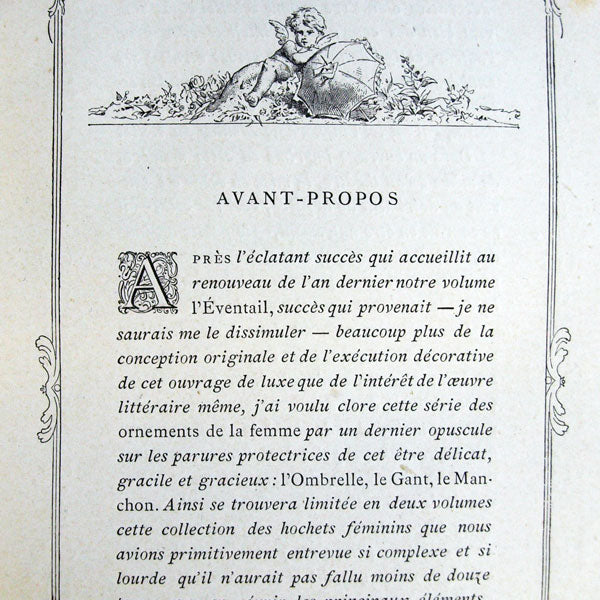 AVANT-PROPOS
APRÈS l'éclatant succès qui accueillit au
renouveau de l'an dernier notre volume
l'Éventail, succès qui provenait — je ne
saurais me le dissimuler — beaucoup plus de la
conception originale et de l'exécution décorative
de cet ouvrage de luxe que de l'intérêt de l'œuvre
littéraire même, j'ai voulu clore cette série des
ornements de la femme par un dernier opuscule
sur les parures protectrices de cet être délicat,
gracile et gracieux : l'Ombrelle, le Gant, le Man-
chon. Ainsi se trouvera limitée en deux volumes
cette collection des hochets féminins que nous
avions primitivement entrevue si complexe et si
lourde qu'il n'aurait pas fallu moins de douze
les principaux éléments